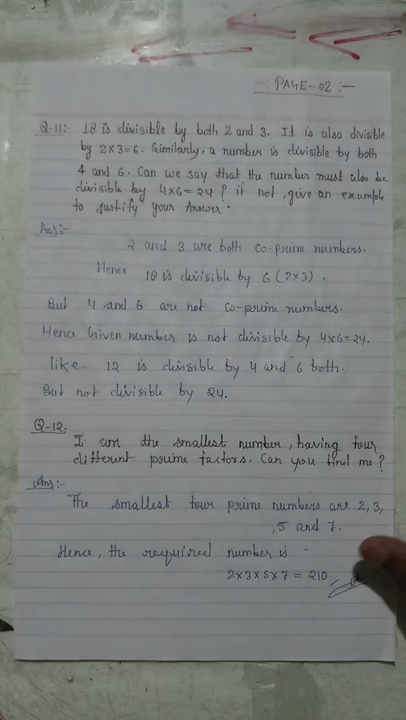 :- PAGE-02 :-
Q-11: 18 is divisible by both 2 and 3. It is also divisible
by 2×3=6. Similarly, a number is divisible by both
4 and 6. Can we say that the number must also be
divisible by 4×6=24? if not, give an example
to justify your Answer.
Ans:-
2 and 3 are both co-prime numbers.
Hence 18 is divisible by 6 (2×3).
But 4 and 6 are not co-prime numbers.
Hence Given number is not divisible by 4×6=24.
like- 12 is divisible by 4 and 6 both.
But not divisible by 24.
Q-12.
I am the smallest number, having four
different prime factors. Can you find me?
Ans:-
The smallest four prime numbers are 2, 3,
,5 and 7.
Hence, the required number is -
2×3×5×7 = 210